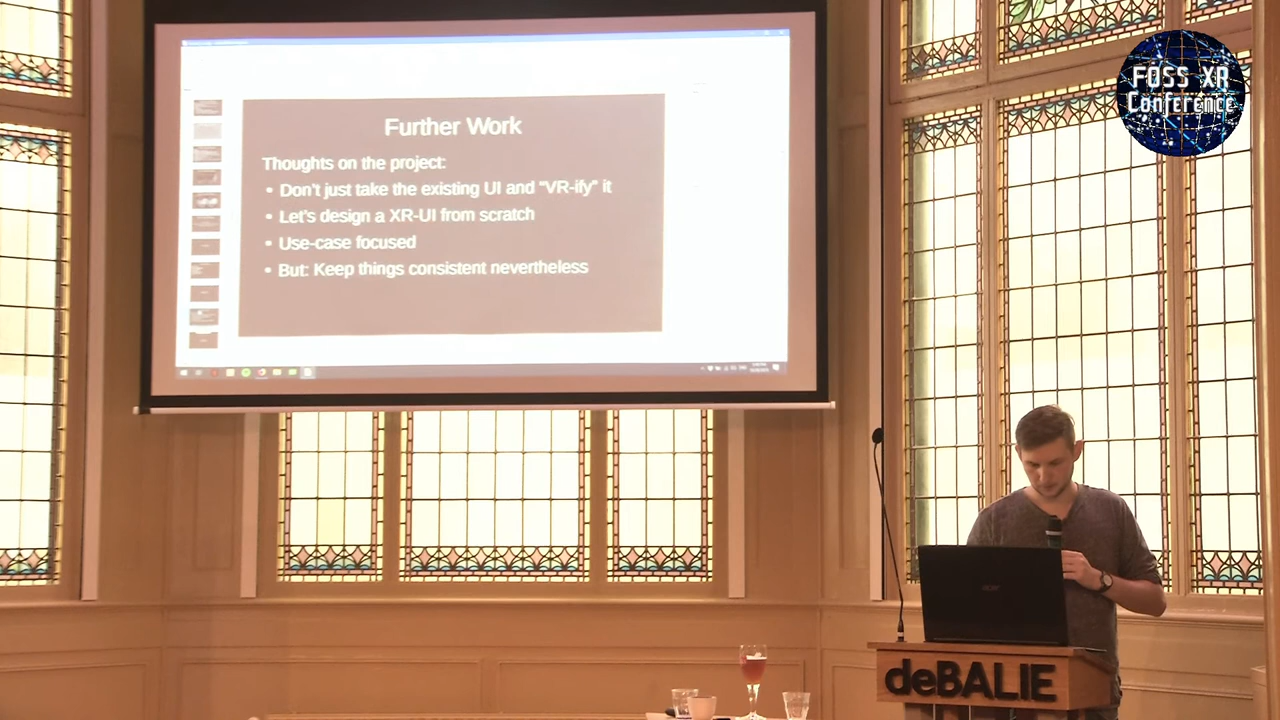 FOSS XR
Conference
Further Work
Thoughts on the project:
• Don't just take the existing UI and "VR-ify" it
• Let's design a XR-UI from scratch
• Use-case focused
• But: Keep things consistent nevertheless
acer
deBALIE